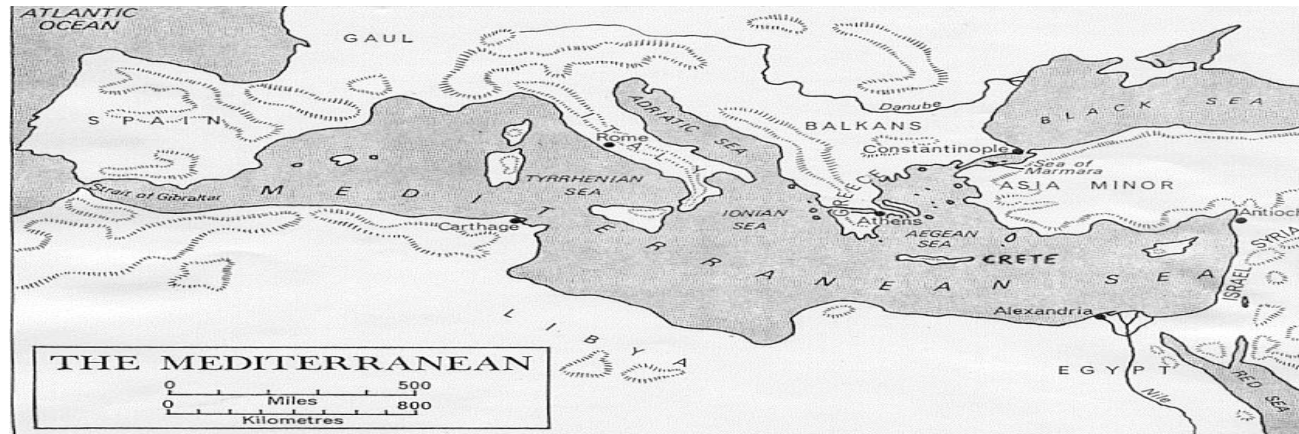 ATLANTIC
OCEAN
GAUL
SPAIN
Strait of Gibraltar
MEDITERRANEAN SEA
Carthage
TYRRHENIAN
SEA
ITALY
Rome
ADRIATIC SEA
IONIAN
SEA
BALKANS
Danube
GREECE
Athens
AEGEAN
SEA
CRETE
Constantinople
BLACK SEA
Sea of
Marmara
ASIA MINOR
Antioch
SYRIA
ISRAEL
Alexandria
EGYPT
Nile
RED SEA
LIBYA
THE MEDITERRANEAN
0 500
Miles
0 800
Kilometres